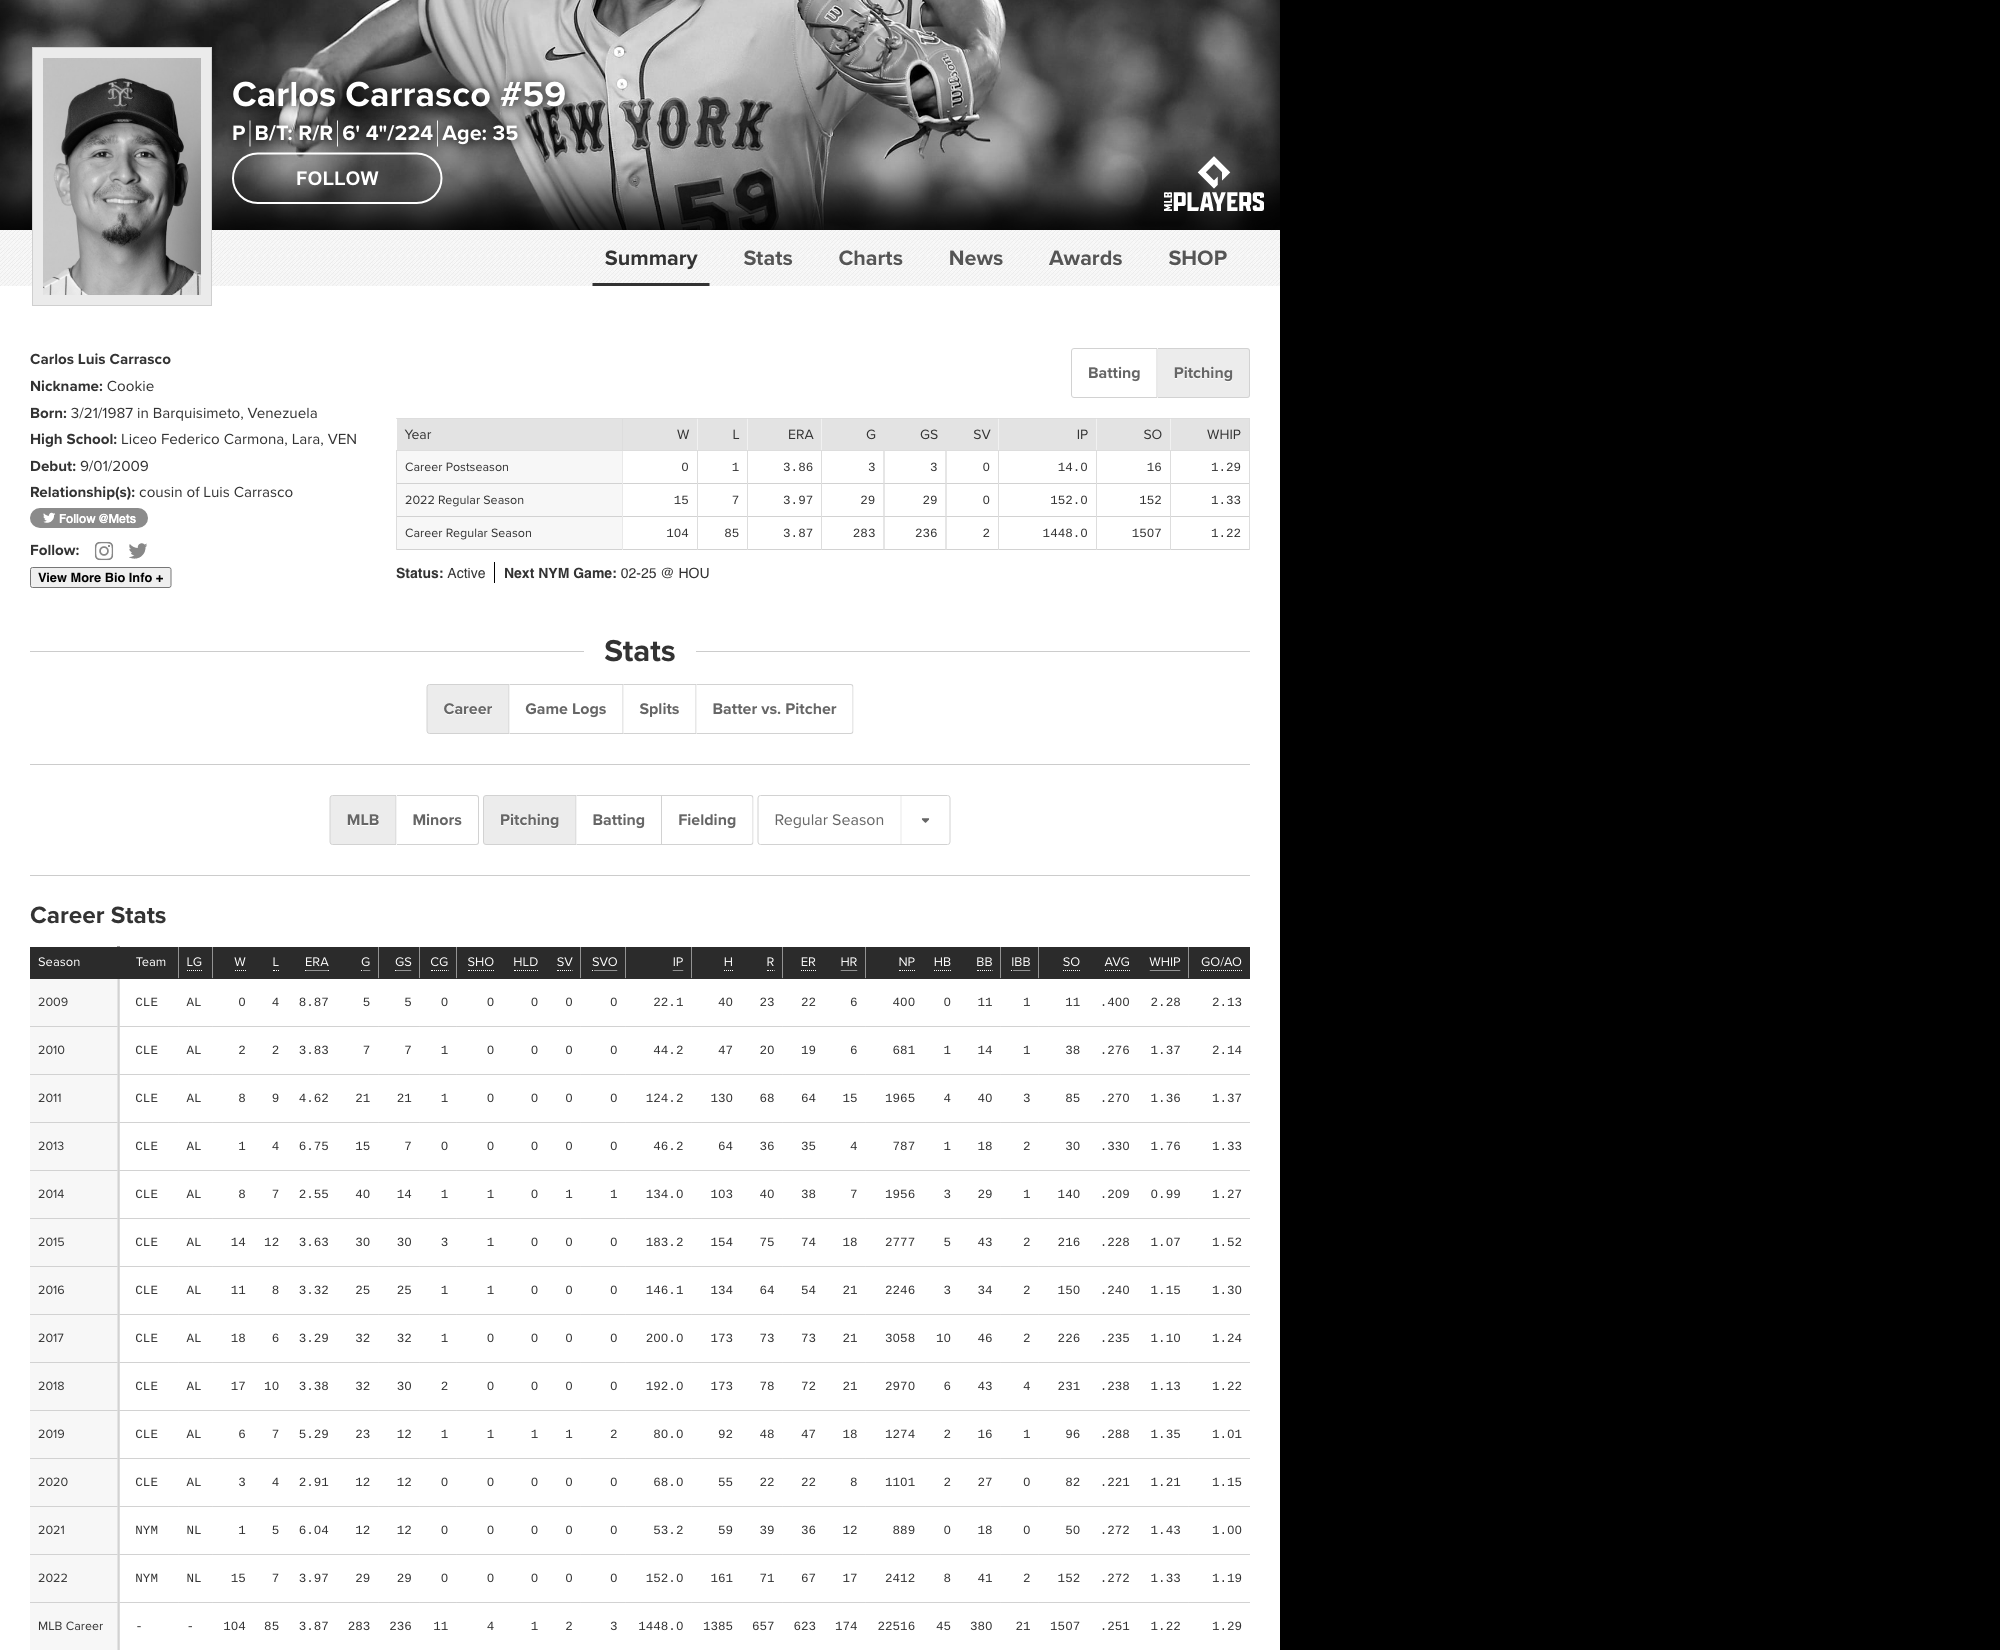 Carlos Carrasco #59
P B/T: R/R 6' 4"/224 Age: 35
FOLLOW
NEW YORK
59
Wilson
MLB PLAYERS
Summary Stats Charts News Awards SHOP
Carlos Luis Carrasco
Nickname: Cookie
Born: 3/21/1987 in Barquisimeto, Venezuela
High School: Liceo Federico Carmona, Lara, VEN
Debut: 9/01/2009
Relationship(s): cousin of Luis Carrasco
Follow @Mets
Follow:
View More Bio Info +
Batting Pitching
Year W L ERA G GS SV IP SO WHIP
Career Postseason 0 1 3.86 3 3 0 14.0 16 1.29
2022 Regular Season 15 7 3.97 29 29 0 152.0 152 1.33
Career Regular Season 104 85 3.87 283 236 2 1448.0 1507 1.22
Status: Active Next NYM Game: 02-25 @ HOU
Stats
Career Game Logs Splits Batter vs. Pitcher
MLB Minors Pitching Batting Fielding Regular Season
Career Stats
Season Team LG W L ERA G GS CG SHO HLD SV SVO IP H R ER HR NP HB BB IBB SO AVG WHIP GO/AO
2009 CLE AL 0 4 8.87 5 5 0 0 0 0 0 22.1 40 23 22 6 400 0 11 1 11 .400 2.28 2.13
2010 CLE AL 2 2 3.83 7 7 1 0 0 0 0 44.2 47 20 19 6 681 1 14 1 38 .276 1.37 2.14
2011 CLE AL 8 9 4.62 21 21 1 0 0 0 0 124.2 130 68 64 15 1965 4 40 3 85 .270 1.36 1.37
2013 CLE AL 1 4 6.75 15 7 0 0 0 0 0 46.2 64 36 35 4 787 1 18 2 30 .330 1.76 1.33
2014 CLE AL 8 7 2.55 40 14 1 1 0 1 1 134.0 103 40 38 7 1956 3 29 1 140 .209 0.99 1.27
2015 CLE AL 14 12 3.63 30 30 3 1 0 0 0 183.2 154 75 74 18 2777 5 43 2 216 .228 1.07 1.52
2016 CLE AL 11 8 3.32 25 25 1 1 0 0 0 146.1 134 64 54 21 2246 3 34 2 150 .240 1.15 1.30
2017 CLE AL 18 6 3.29 32 32 1 0 0 0 0 200.0 173 73 73 21 3058 10 46 2 226 .235 1.10 1.24
2018 CLE AL 17 10 3.38 32 30 2 0 0 0 0 192.0 173 78 72 21 2970 6 43 4 231 .238 1.13 1.22
2019 CLE AL 6 7 5.29 23 12 1 1 1 1 2 80.0 92 48 47 18 1274 2 16 1 96 .288 1.35 1.01
2020 CLE AL 3 4 2.91 12 12 0 0 0 0 0 68.0 55 22 22 8 1101 2 27 0 82 .221 1.21 1.15
2021 NYM NL 1 5 6.04 12 12 0 0 0 0 0 53.2 59 39 36 12 889 0 18 0 50 .272 1.43 1.00
2022 NYM NL 15 7 3.97 29 29 0 0 0 0 0 152.0 161 71 67 17 2412 8 41 2 152 .272 1.33 1.19
MLB Career - - 104 85 3.87 283 236 11 4 1 2 3 1448.0 1385 657 623 174 22516 45 380 21 1507 .251 1.22 1.29